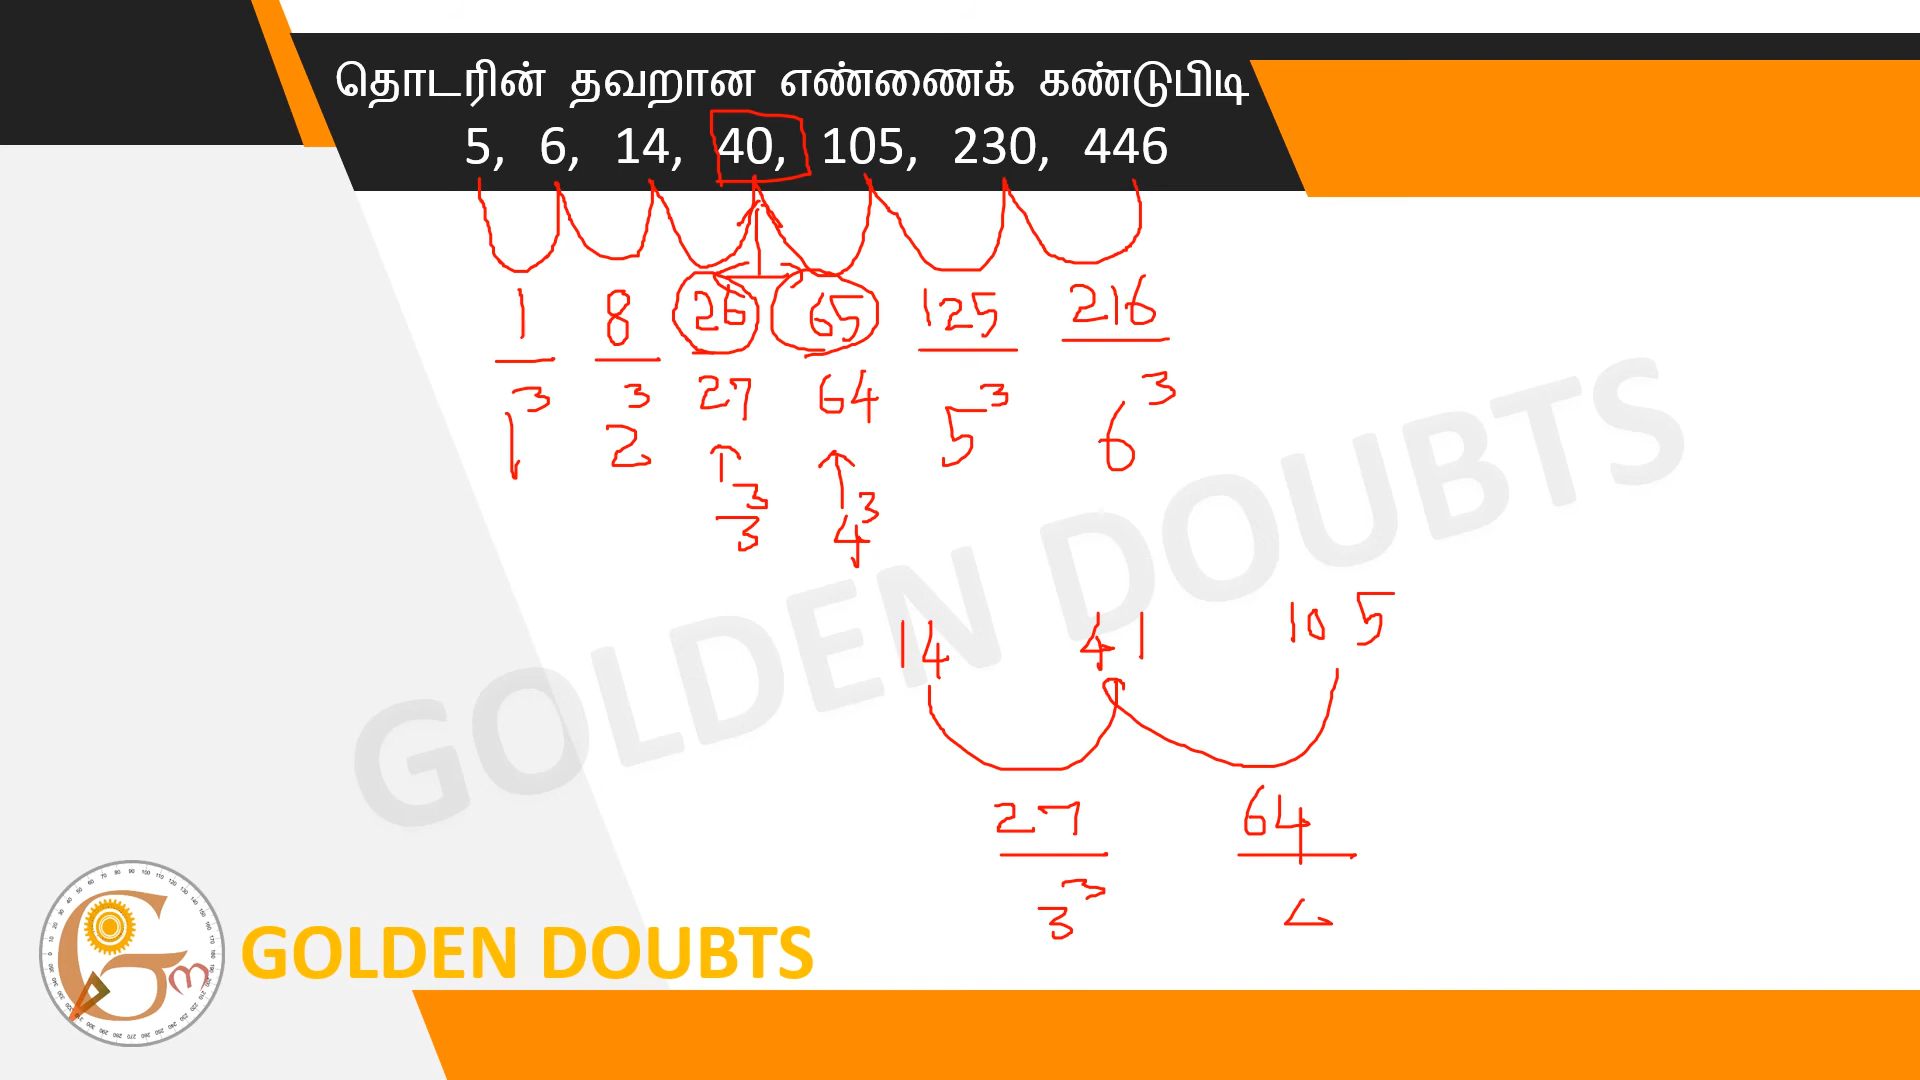 தொடரின் தவறான எண்ணைக் கண்டுபிடி
5, 6, 14, 40, 105, 230, 446
1 8 26 65 125 216
1³ 2³ 27 64 5³ 6³
3³ 4³
14 41 105
27 64
3³ 4
GOLDEN DOUBTS
GOLDEN DOUBTS